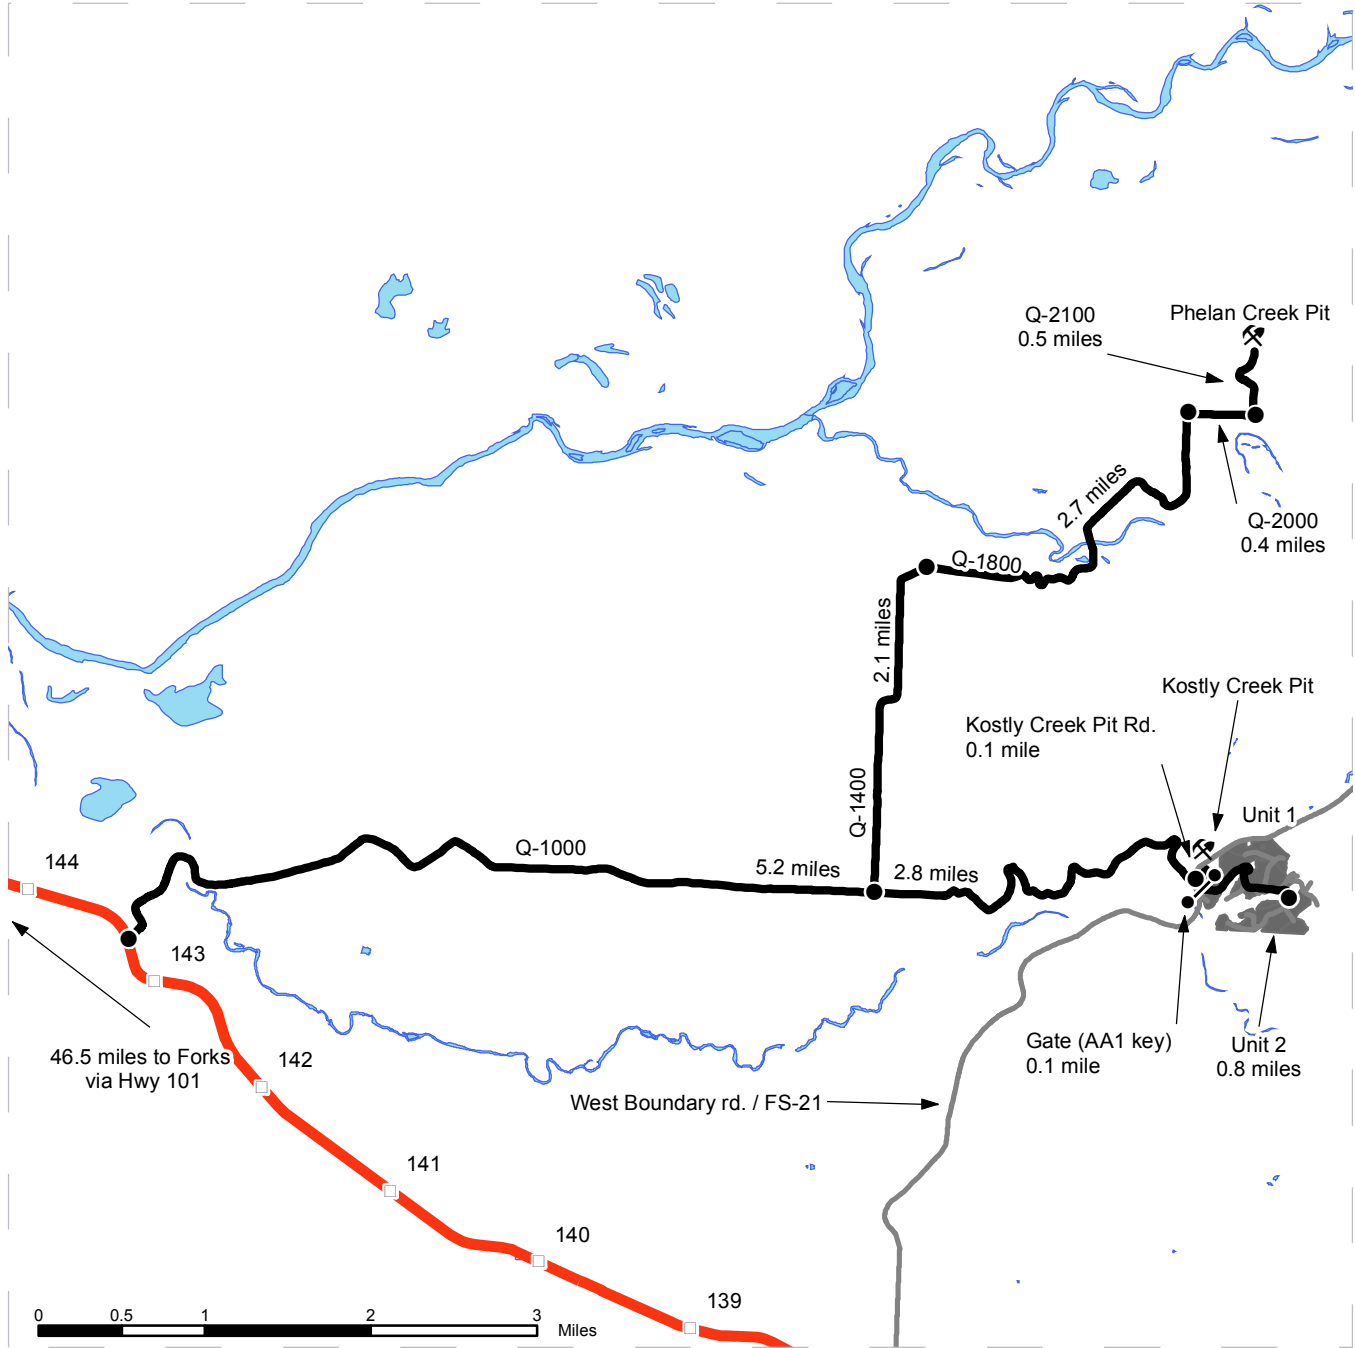 Phelan Creek Pit
Q-2100
0.5 miles
2.7 miles
Q-2000
0.4 miles
Q-1800
2.1 miles
Kostly Creek Pit
Kostly Creek Pit Rd.
0.1 mile
Q-1400
Unit 1
Q-1000
144
5.2 miles
2.8 miles
143
46.5 miles to Forks
via Hwy 101
142
Gate (AA1 key)
0.1 mile
Unit 2
0.8 miles
West Boundary rd. / FS-21
141
140
139
0 0.5 1 2 3
Miles